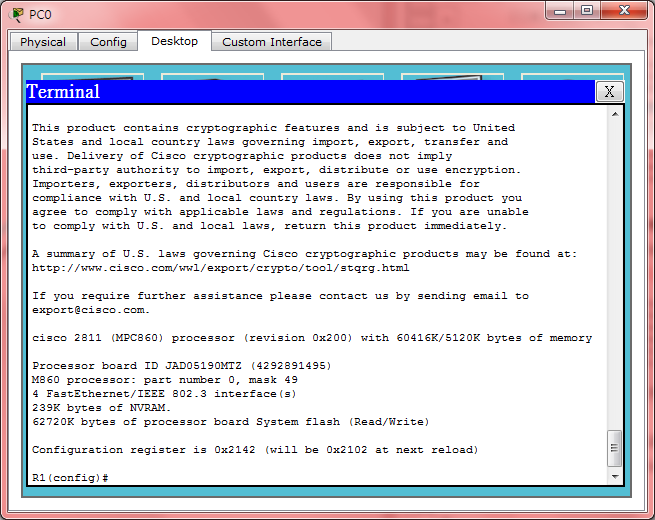 PC0
Physical
Config
Desktop
Custom Interface
Terminal
X
This product contains cryptographic features and is subject to United
States and local country laws governing import, export, transfer and
use. Delivery of Cisco cryptographic products does not imply
third-party authority to import, export, distribute or use encryption.
Importers, exporters, distributors and users are responsible for
compliance with U.S. and local country laws. By using this product you
agree to comply with applicable laws and regulations. If you are unable
to comply with U.S. and local laws, return this product immediately.
A summary of U.S. laws governing Cisco cryptographic products may be found at:
http://www.cisco.com/wwl/export/crypto/tool/stqrg.html
If you require further assistance please contact us by sending email to
export@cisco.com.
cisco 2811 (MPC860) processor (revision 0x200) with 60416K/5120K bytes of memory
Processor board ID JAD05190MTZ (4292891495)
M860 processor: part number 0, mask 49
4 FastEthernet/IEEE 802.3 interface(s)
239K bytes of NVRAM.
62720K bytes of processor board System flash (Read/Write)
Configuration register is 0x2142 (will be 0x2102 at next reload)
R1(config)#